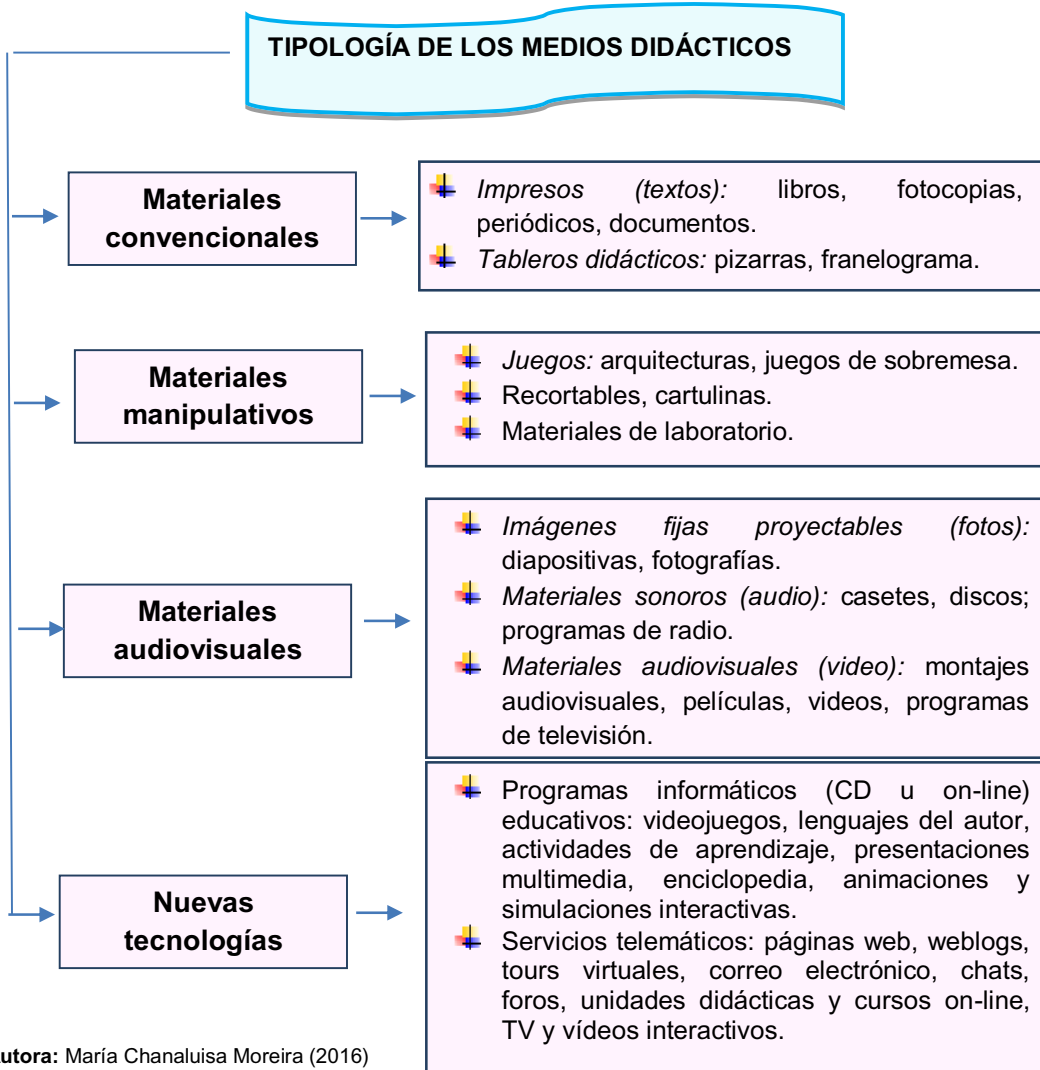 TIPOLOGÍA DE LOS MEDIOS DIDÁCTICOS
Materiales
convencionales
Impresos (textos): libros, fotocopias,
periódicos, documentos.
Tableros didácticos: pizarras, franelograma.
Materiales
manipulativos
Juegos: arquitecturas, juegos de sobremesa.
Recortables, cartulinas.
Materiales de laboratorio.
Materiales
audiovisuales
Imágenes fijas proyectables (fotos):
diapositivas, fotografías.
Materiales sonoros (audio): casetes, discos;
programas de radio.
Materiales audiovisuales (video): montajes
audiovisuales, películas, videos, programas
de televisión.
Nuevas
tecnologías
Programas informáticos (CD u on-line)
educativos: videojuegos, lenguajes del autor,
actividades de aprendizaje, presentaciones
multimedia, enciclopedia, animaciones y
simulaciones interactivas.
Servicios telemáticos: páginas web, weblogs,
tours virtuales, correo electrónico, chats,
foros, unidades didácticas y cursos on-line,
TV y vídeos interactivos.
utora: María Chanaluisa Moreira (2016)